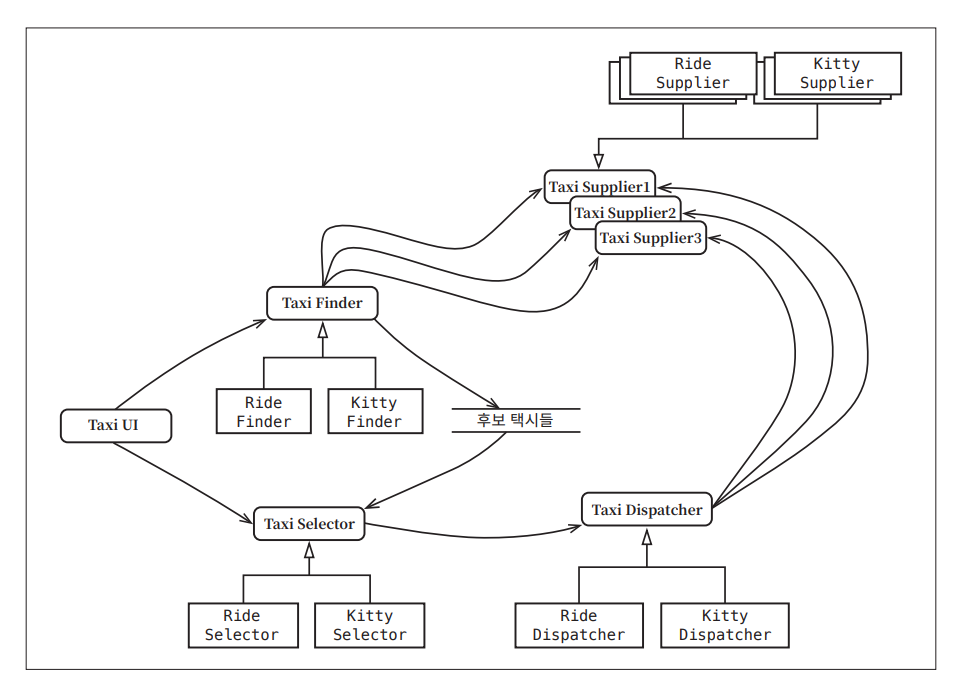 Ride
Supplier
Kitty
Supplier
Taxi Supplier1
Taxi Supplier2
Taxi Supplier3
Taxi Finder
Ride
Finder
Kitty
Finder
Taxi UI
후보 택시들
Taxi Selector
Taxi Dispatcher
Ride
Selector
Kitty
Selector
Ride
Dispatcher
Kitty
Dispatcher